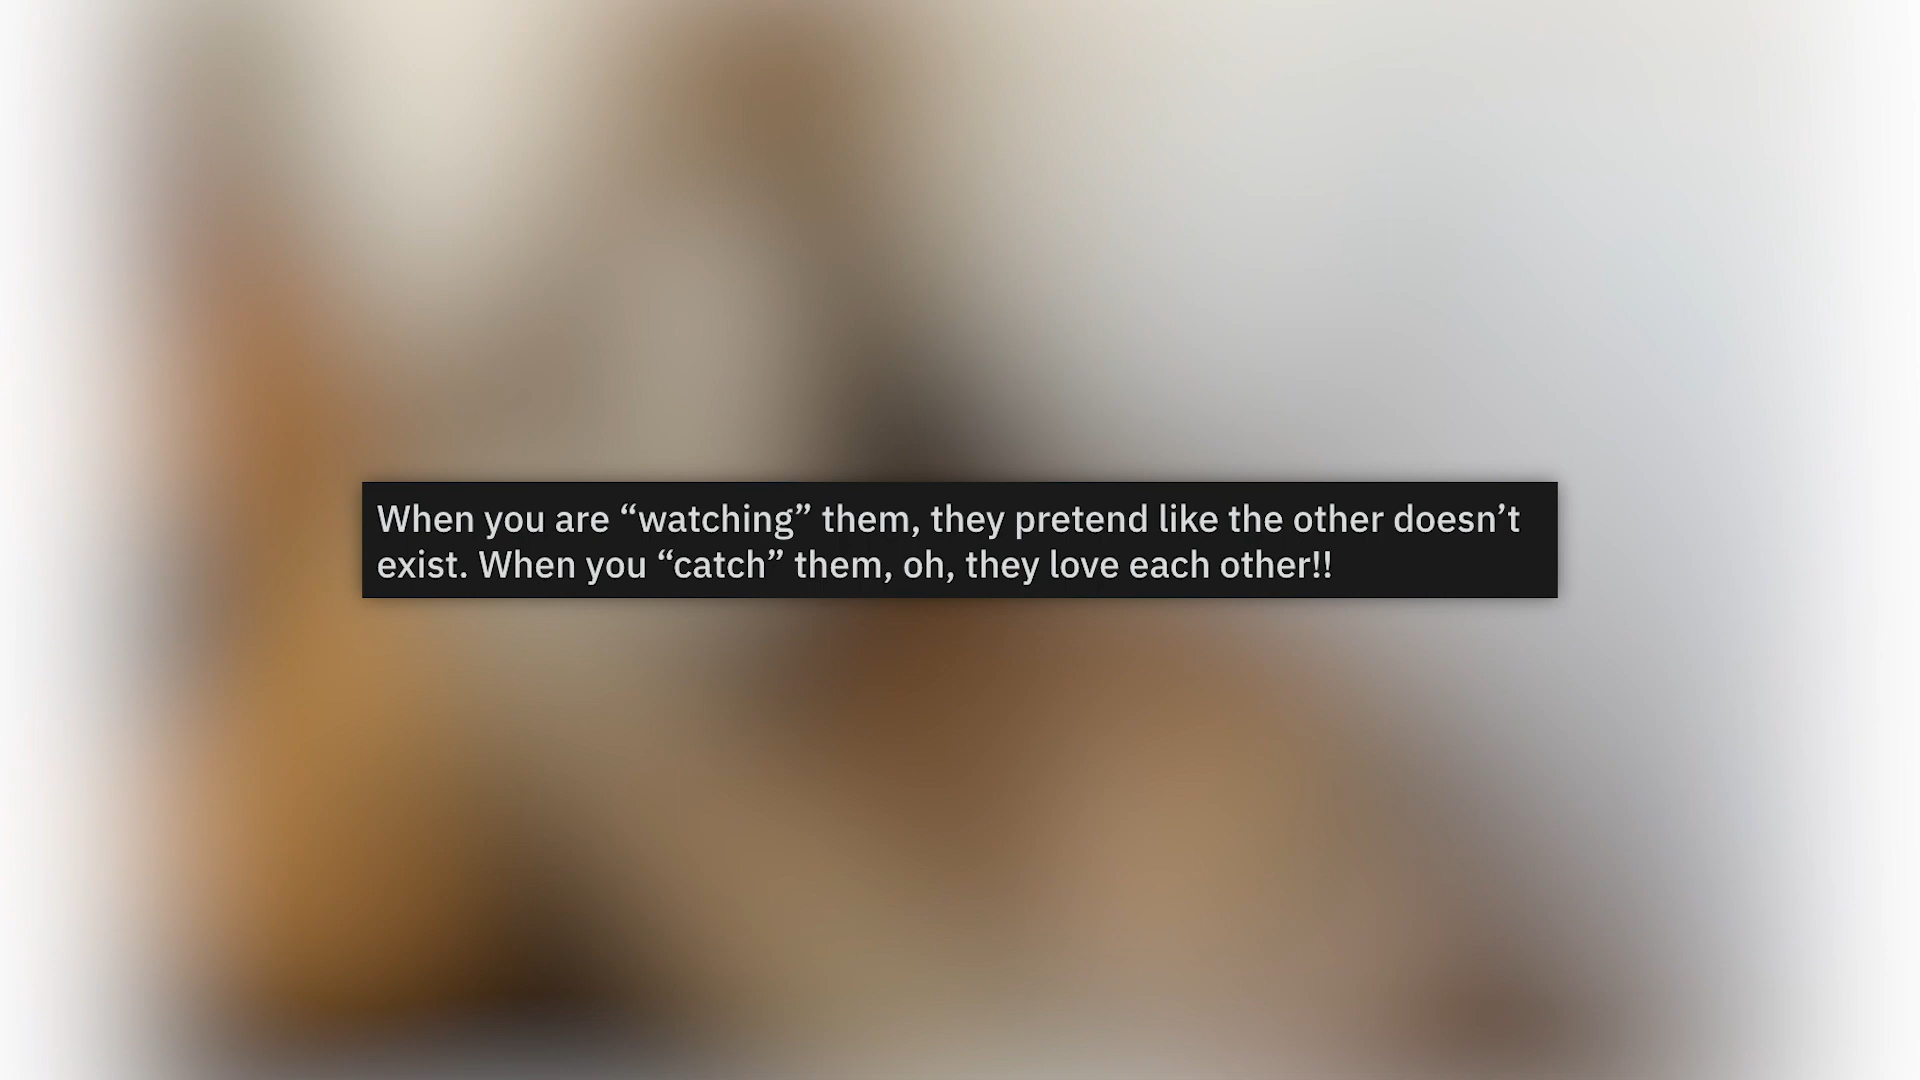 When you are “watching” them, they pretend like the other doesn’t
exist. When you “catch” them, oh, they love each other!!